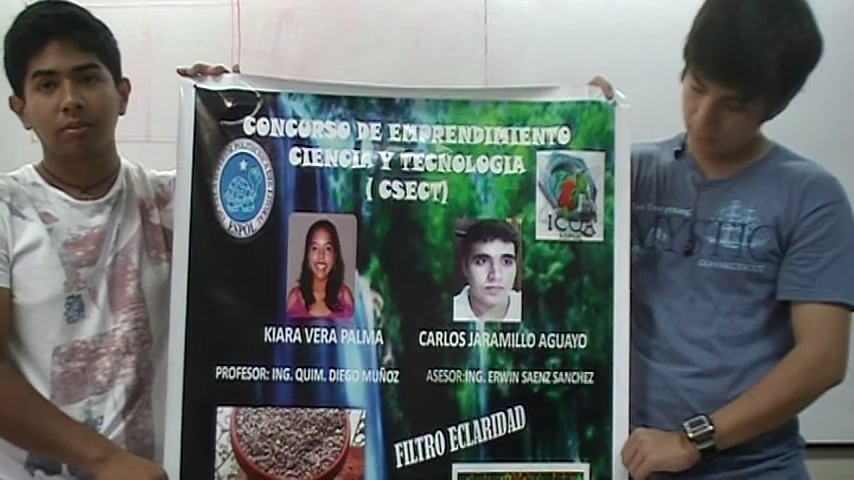 CONCURSO DE EMPRENDIMIENTO
CIENCIA Y TECNOLOGIA
( CSECT)
ESPOL
ICQA
KIARA VERA PALMA
CARLOS JARAMILLO AGUAYO
PROFESOR: ING. QUIM. DIEGO MUÑOZ
ASESOR:ING. ERWIN SAENZ SANCHEZ
FILTRO ECLARIDAD
MYSTIC
CONNECTICUT